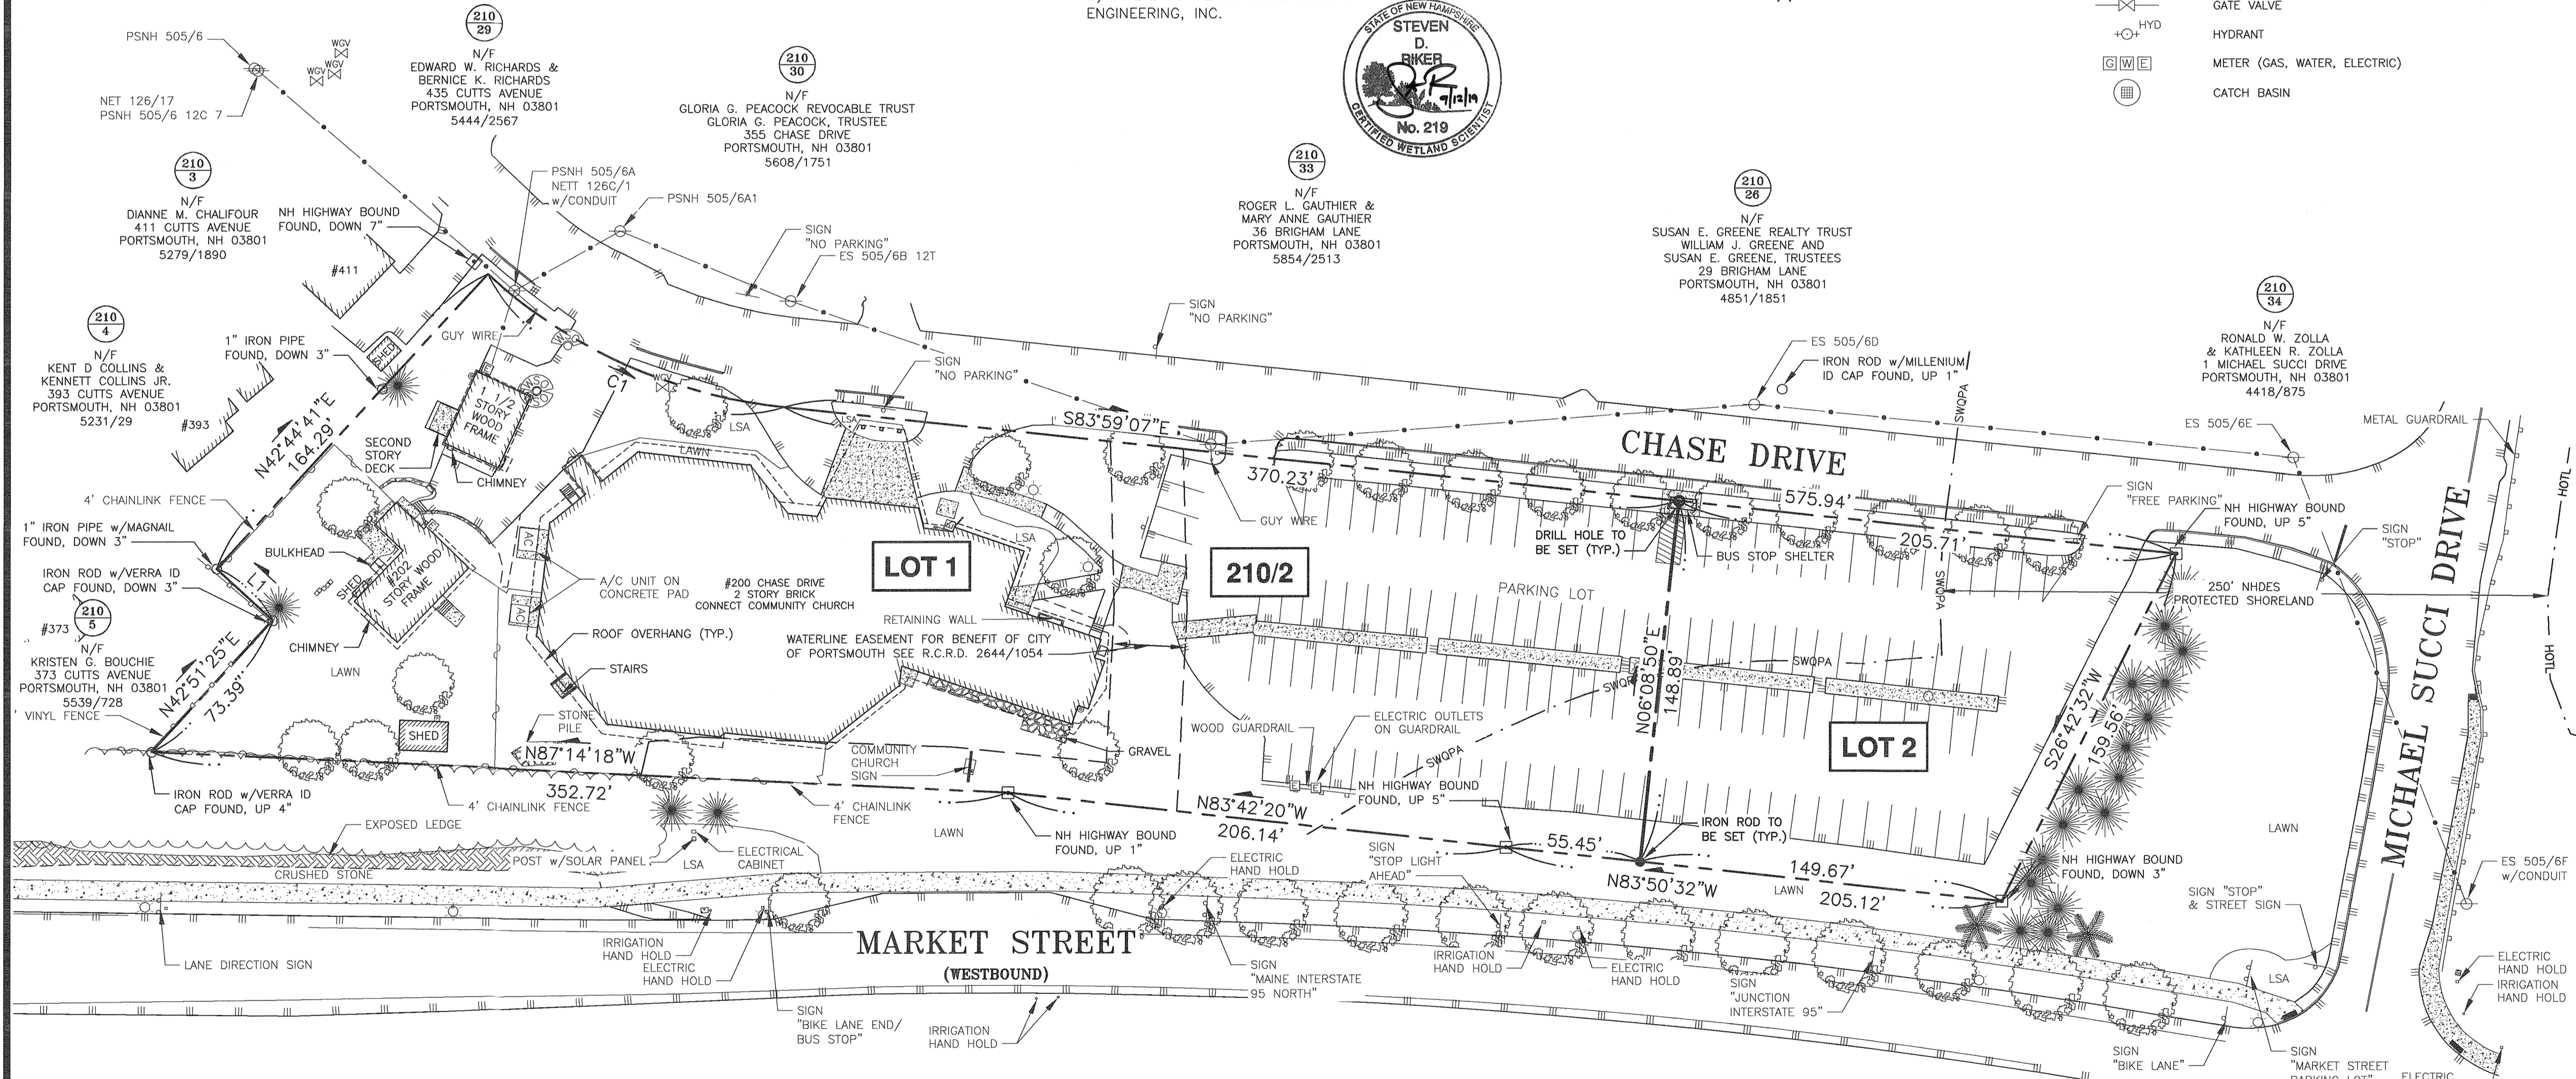 ENGINEERING, INC.
STATE OF NEW HAMPSHIRE
STEVEN
D.
RIKER
9/12/19
No. 219
CERTIFIED WETLAND SCIENTIST
GATE VALVE
HYD
HYDRANT
G W E
METER (GAS, WATER, ELECTRIC)
CATCH BASIN
PSNH 505/6
WGV
WGV
WGV
NET 126/17
PSNH 505/6 12C 7
210
29
N/F
EDWARD W. RICHARDS &
BERNICE K. RICHARDS
435 CUTTS AVENUE
PORTSMOUTH, NH 03801
5444/2567
210
30
N/F
GLORIA G. PEACOCK REVOCABLE TRUST
GLORIA G. PEACOCK, TRUSTEE
355 CHASE DRIVE
PORTSMOUTH, NH 03801
5608/1751
210
3
N/F
DIANNE M. CHALIFOUR
411 CUTTS AVENUE
PORTSMOUTH, NH 03801
5279/1890
NH HIGHWAY BOUND
FOUND, DOWN 7"
PSNH 505/6A
NETT 126C/1
w/CONDUIT
PSNH 505/6A1
SIGN
"NO PARKING"
ES 505/6B 12T
210
33
N/F
ROGER L. GAUTHIER &
MARY ANNE GAUTHIER
36 BRIGHAM LANE
PORTSMOUTH, NH 03801
5854/2513
210
26
N/F
SUSAN E. GREENE REALTY TRUST
WILLIAM J. GREENE AND
SUSAN E. GREENE, TRUSTEES
29 BRIGHAM LANE
PORTSMOUTH, NH 03801
4851/1851
210
34
N/F
RONALD W. ZOLLA
& KATHLEEN R. ZOLLA
1 MICHAEL SUCCI DRIVE
PORTSMOUTH, NH 03801
4418/875
#411
210
4
N/F
KENT D COLLINS &
KENNETT COLLINS JR.
393 CUTTS AVENUE
PORTSMOUTH, NH 03801
5231/29
#393
1" IRON PIPE
FOUND, DOWN 3"
SHED
GUY WIRE
C1
WGV
1 1/2
STORY
WOOD
FRAME
SECOND
STORY
DECK
CHIMNEY
N42°44'41"E
164.29'
4' CHAINLINK FENCE
1" IRON PIPE w/MAGNAIL
FOUND, DOWN 3"
IRON ROD w/VERRA ID
CAP FOUND, DOWN 3"
L1
BULKHEAD
SHED
#202
1 STORY WOOD
FRAME
CHIMNEY
LAWN
210
5
#373
N/F
KRISTEN G. BOUCHIE
373 CUTTS AVENUE
PORTSMOUTH, NH 03801
5539/728
' VINYL FENCE
N42°51'25"E
73.39'
IRON ROD w/VERRA ID
CAP FOUND, UP 4"
SHED
4' CHAINLINK FENCE
STONE
PILE
N87°14'18"W
352.72'
LAWN
LSA
LSA
SIGN
"NO PARKING"
SIGN
"NO PARKING"
AC
AC
A/C UNIT ON
CONCRETE PAD
#200 CHASE DRIVE
2 STORY BRICK
CONNECT COMMUNITY CHURCH
LOT 1
LSA
RETAINING WALL
ROOF OVERHANG (TYP.)
STAIRS
WATERLINE EASEMENT FOR BENEFIT OF CITY
OF PORTSMOUTH SEE R.C.R.D. 2644/1054
COMMUNITY
CHURCH
SIGN
GRAVEL
4' CHAINLINK
FENCE
S83°59'07"E
370.23'
GUY WIRE
210/2
CHASE DRIVE
575.94'
205.71'
ES 505/6D
IRON ROD w/MILLENIUM
ID CAP FOUND, UP 1"
SWQPA
DRILL HOLE TO
BE SET (TYP.)
BUS STOP SHELTER
PARKING LOT
SWQPA
ES 505/6E
METAL GUARDRAIL
HOTL
HOTL
SIGN
"FREE PARKING"
NH HIGHWAY BOUND
FOUND, UP 5"
SIGN
"STOP"
250' NHDES
PROTECTED SHORELAND
MICHAEL SUCCI DRIVE
N06°08'50"E
148.89'
SWQPA
SWQPA
SWQPA
WOOD GUARDRAIL
ELECTRIC OUTLETS
ON GUARDRAIL
E
E
LOT 2
S26°42'32"W
159.56'
NH HIGHWAY BOUND
FOUND, UP 5"
N83°42'20"W
206.14'
NH HIGHWAY BOUND
FOUND, UP 1"
LAWN
55.45'
IRON ROD TO
BE SET (TYP.)
N83°50'32"W
149.67'
LAWN
205.12'
NH HIGHWAY BOUND
FOUND, DOWN 3"
LAWN
EXPOSED LEDGE
CRUSHED STONE
POST w/SOLAR PANEL
LSA
ELECTRICAL
CABINET
ELECTRIC
HAND HOLD
SIGN
"STOP LIGHT
AHEAD"
SIGN "STOP"
& STREET SIGN
ES 505/6F
w/CONDUIT
LANE DIRECTION SIGN
IRRIGATION
HAND HOLD
ELECTRIC
HAND HOLD
MARKET STREET
(WESTBOUND)
SIGN
"BIKE LANE END/
BUS STOP"
IRRIGATION
HAND HOLD
SIGN
"MAINE INTERSTATE
95 NORTH"
IRRIGATION
HAND HOLD
ELECTRIC
HAND HOLD
SIGN
"JUNCTION
INTERSTATE 95"
LSA
SIGN
"BIKE LANE"
SIGN
"MARKET STREET
PARKING LOT"
ELECTRIC
HAND HOLD
IRRIGATION
HAND HOLD
ELECTRIC